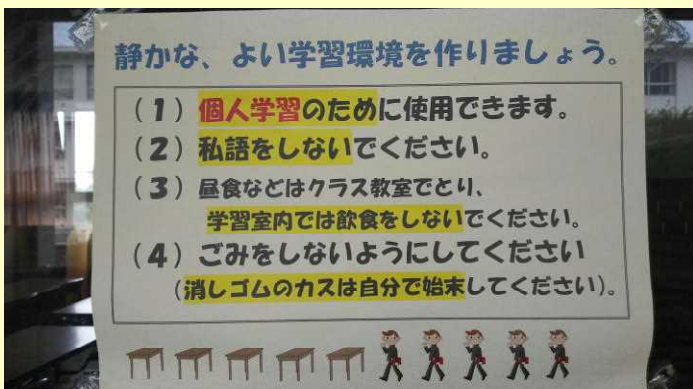 静かな、よい学習環境を作りましょう。
(1)個人学習のために使用できます。
(2)私語をしないでください。
(3)昼食などはクラス教室でとり、
学習室内では飲食をしないでください。
(4)ごみをしないようにしてください
(消しゴムのカスは自分で始末してください)。